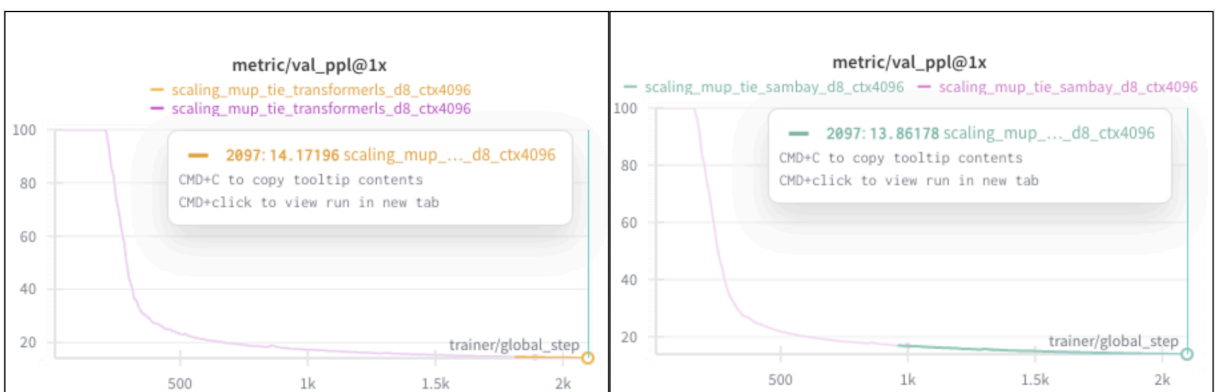 metric/val_ppl@1x
scaling_mup_tie_transformerls_d8_ctx4096
scaling_mup_tie_transformerls_d8_ctx4096
100
80
60
40
20
2097: 14.17196 scaling_mup_..._d8_ctx4096
CMD+C to copy tooltip contents
CMD+click to view run in new tab
trainer/global_step
500
1k
1.5k
2k
metric/val_ppl@1x
scaling_mup_tie_sambay_d8_ctx4096 scaling_mup_tie_sambay_d8_ctx4096
100
80
60
40
20
2097: 13.86178 scaling_mup_..._d8_ctx4096
CMD+C to copy tooltip contents
CMD+click to view run in new tab
trainer/global_step
500
1k
1.5k
2k